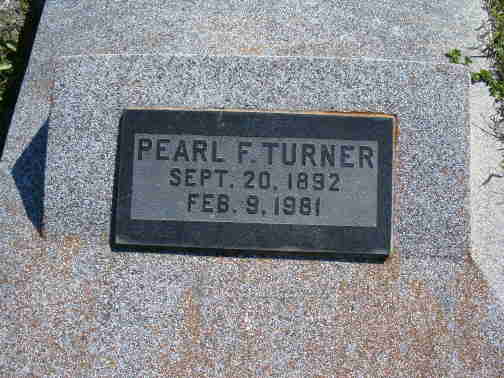 PEARL F. TURNER
SEPT. 20, 1892
FEB. 9, 1981